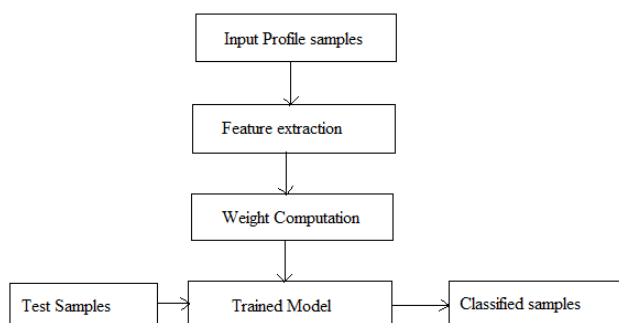 Input Profile samples
Feature extraction
Weight Computation
Test Samples
Trained Model
Classified samples